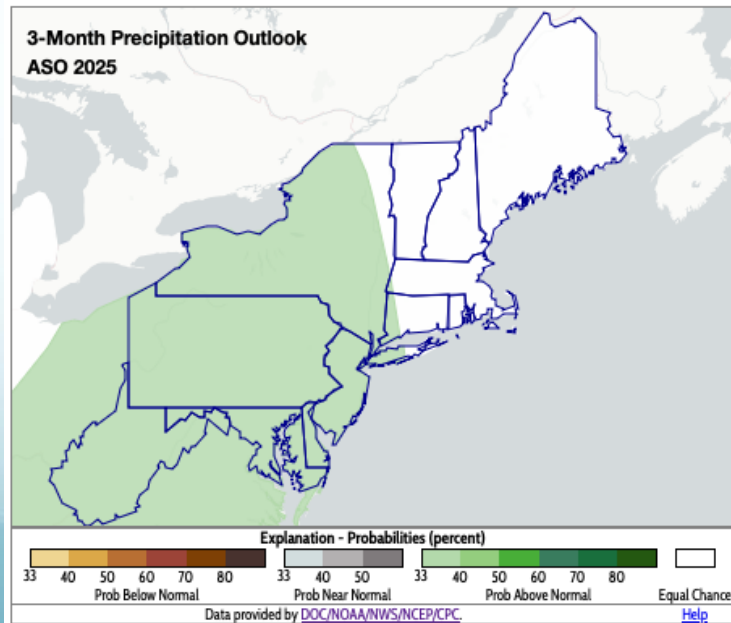 3-Month Precipitation Outlook
ASO 2025
Explanation - Probabilities (percent)
33 40 50 60 70 80 33 40 50 33 40 50 60 70 80
Prob Below Normal Prob Near Normal Prob Above Normal Equal Chance
Data provided by DOC/NOAA/NWS/NCEP/CPC. Help